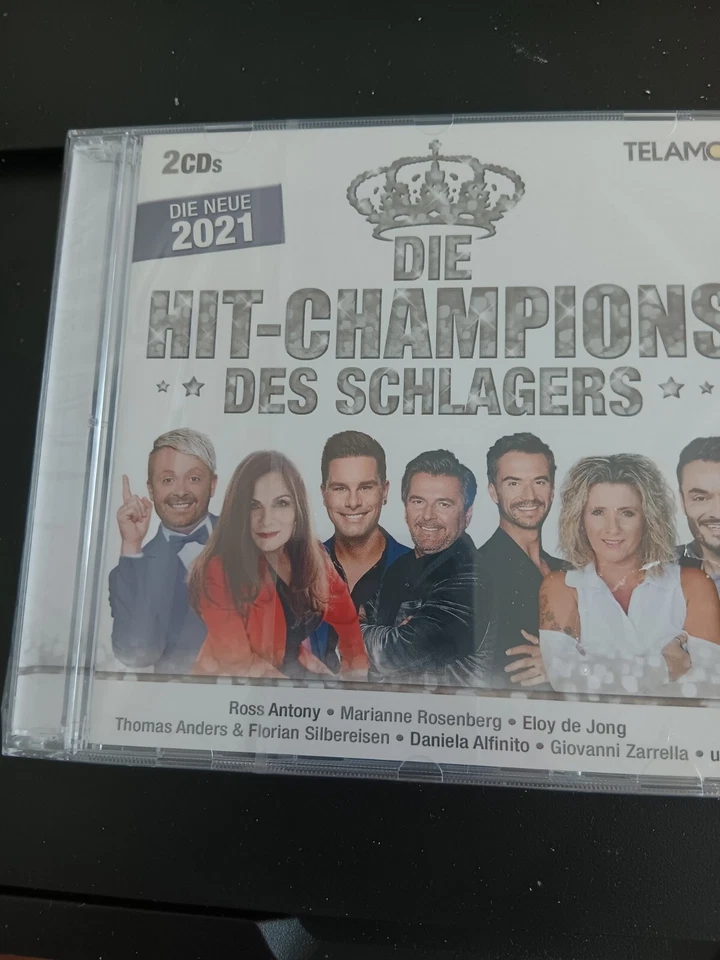 2CDs
TELAMO
DIE NEUE
2021
DIE
HIT-CHAMPIONS
DES SCHLAGERS
Ross Antony • Marianne Rosenberg • Eloy de Jong
Thomas Anders & Florian Silbereisen • Daniela Alfinito • Giovanni Zarrella • u